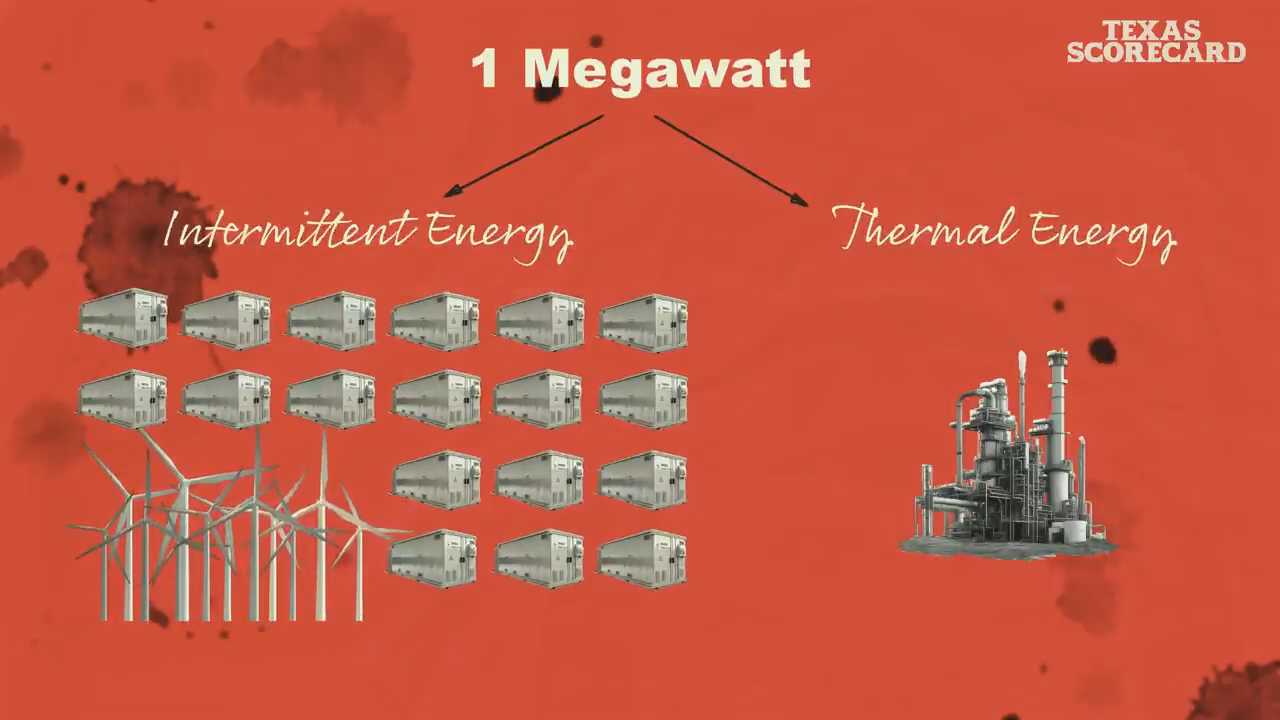 TEXAS
SCORECARD
1 Megawatt
Intermittent Energy
Thermal Energy